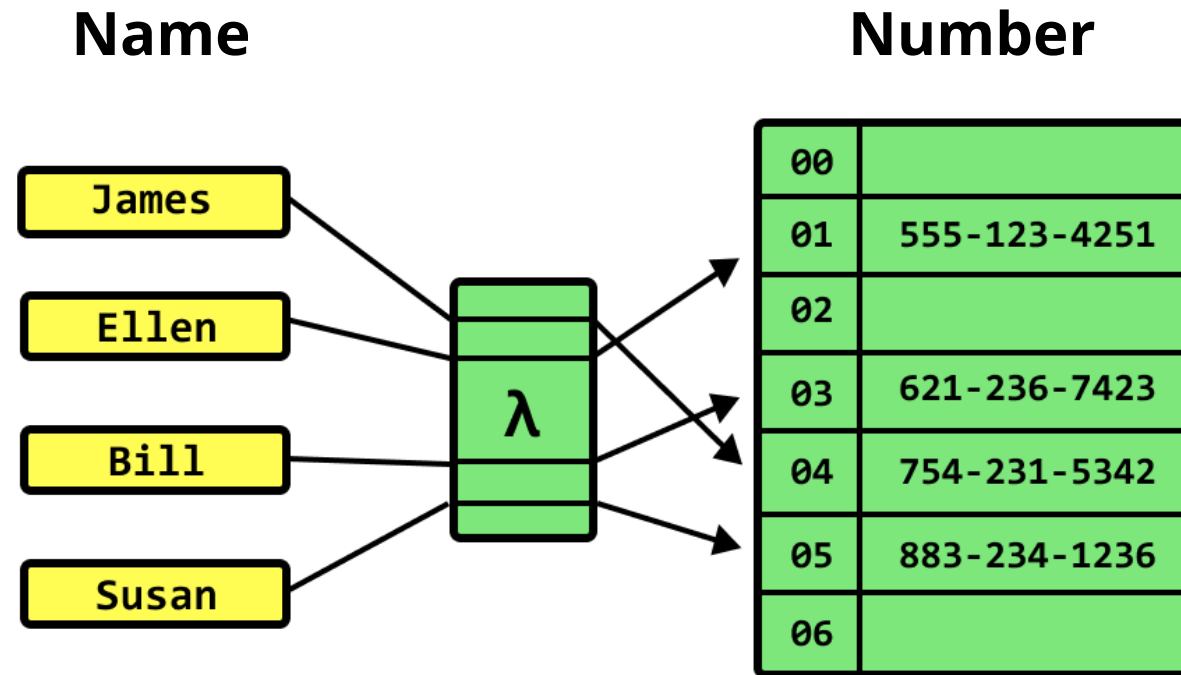 Name
Number
James
Ellen
Bill
Susan
λ
00
01 555-123-4251
02
03 621-236-7423
04 754-231-5342
05 883-234-1236
06